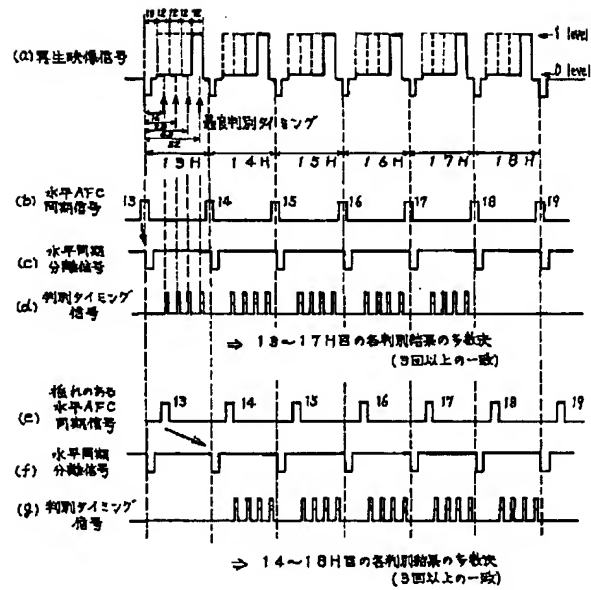 (a) 再生映像信号
1 level
0 level
最良判別タイミング
13H 14H 15H 16H 17H 18H
(b) 水平AFC同期信号
13 14 15 16 17 18 19
(c) 水平同期分離信号
(d) 判別タイミング信号
⇒ 13〜17H目の各判別結果の多数決
(3回以上の一致)
(e) 揺れのある水平AFC同期信号
13 14 15 16 17 18 19
(f) 水平同期分離信号
(g) 判別タイミング信号
⇒ 14〜18H目の各判別結果の多数決
(3回以上の一致)